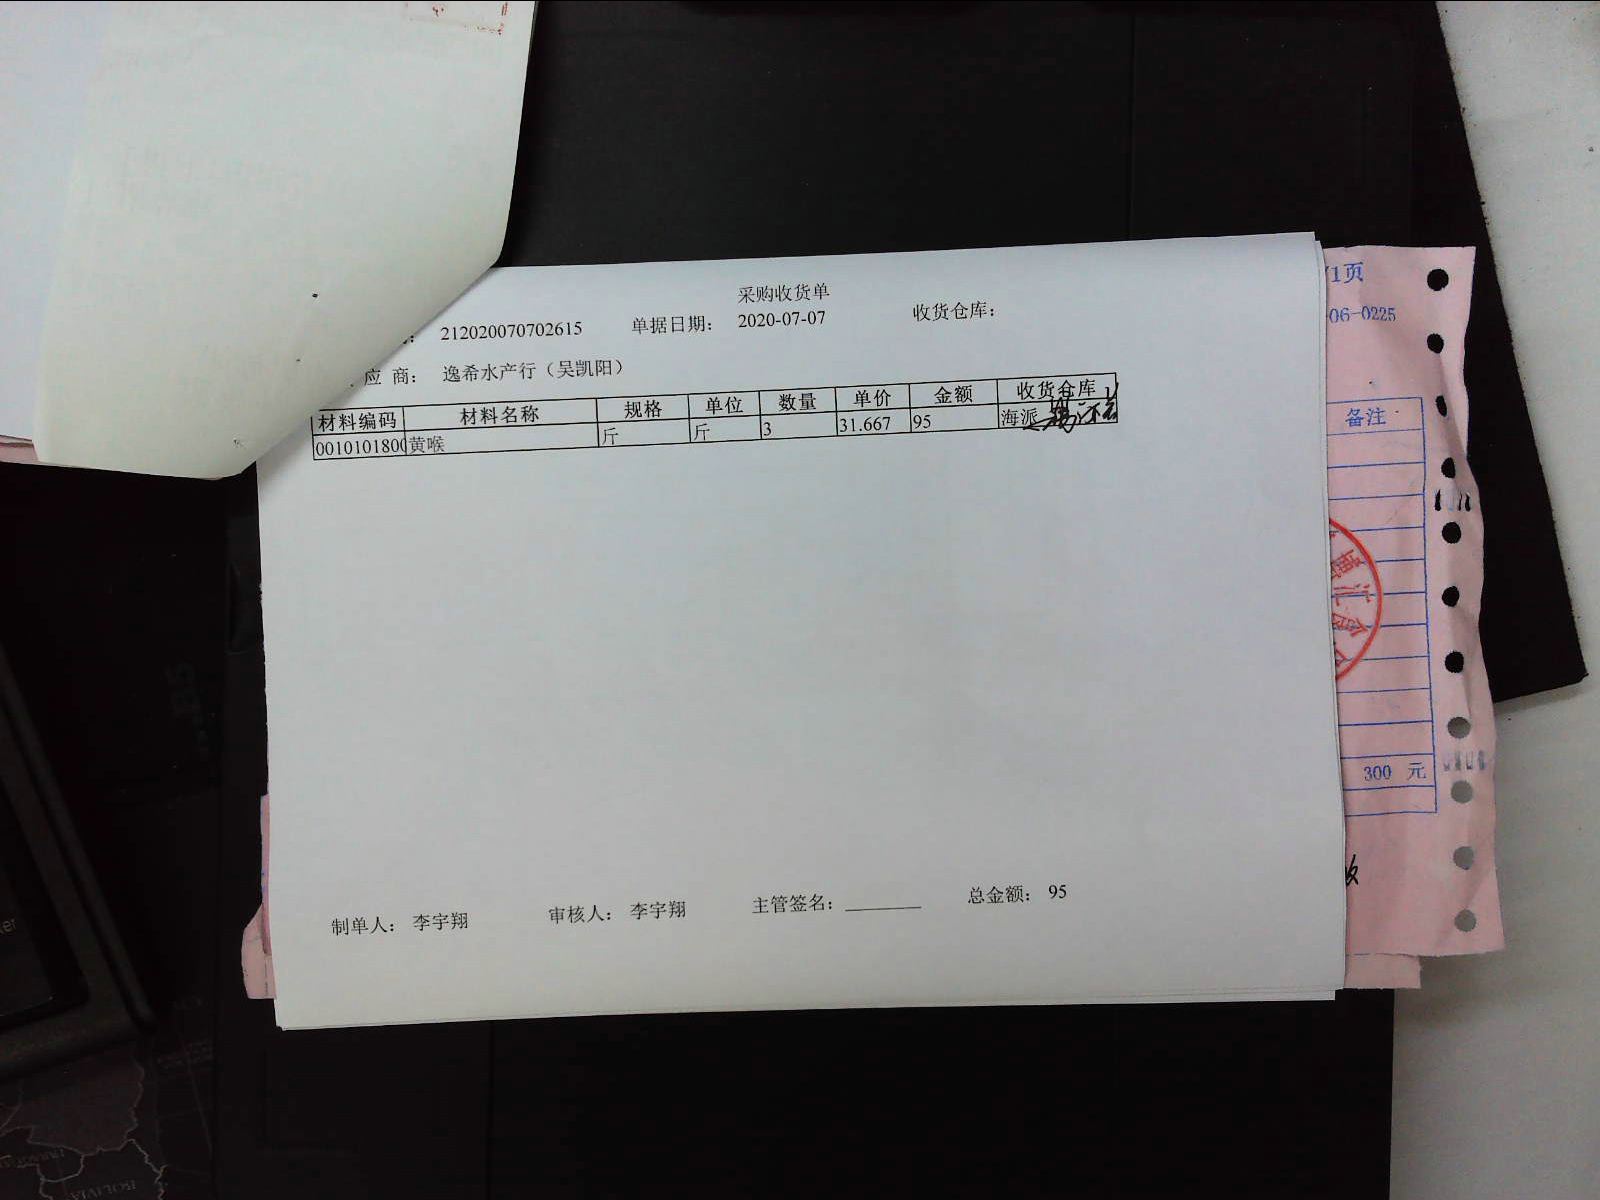 采购收货单
212020070702615 单据日期： 2020-07-07 收货仓库：
应 商： 逸希水产行（吴凯阳）
材料编码 材料名称 规格 单位 数量 单价 金额 收货仓库
0010101800 黄喉 斤 斤 3 31.667 95 海派
制单人： 李宇翔 审核人： 李宇翔 主管签名： 总金额： 95
/1页
06-0225
备注
300 元
BOLIVIA